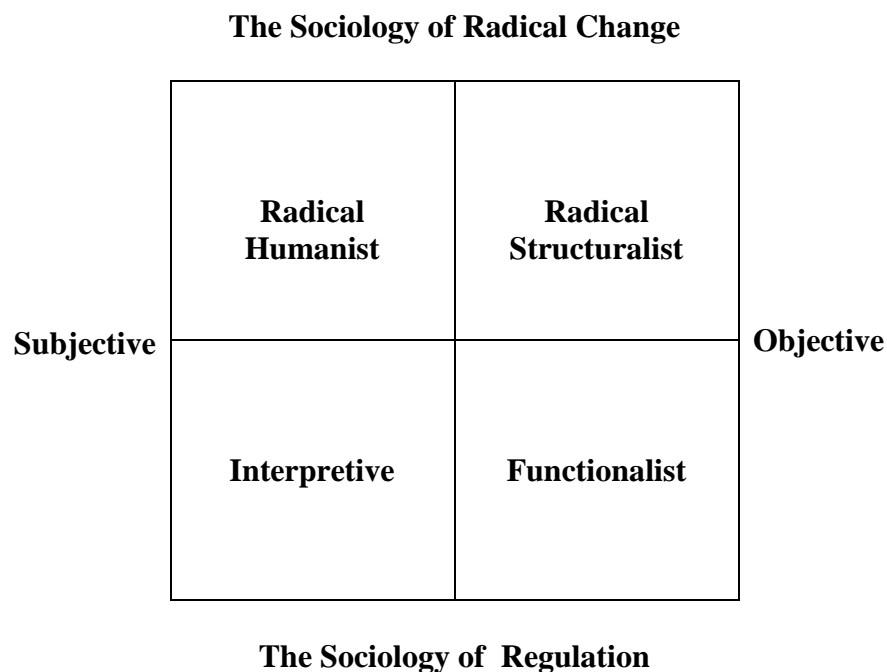 The Sociology of Radical Change
Radical
Humanist
Radical
Structuralist
Subjective
Objective
Interpretive
Functionalist
The Sociology of  Regulation